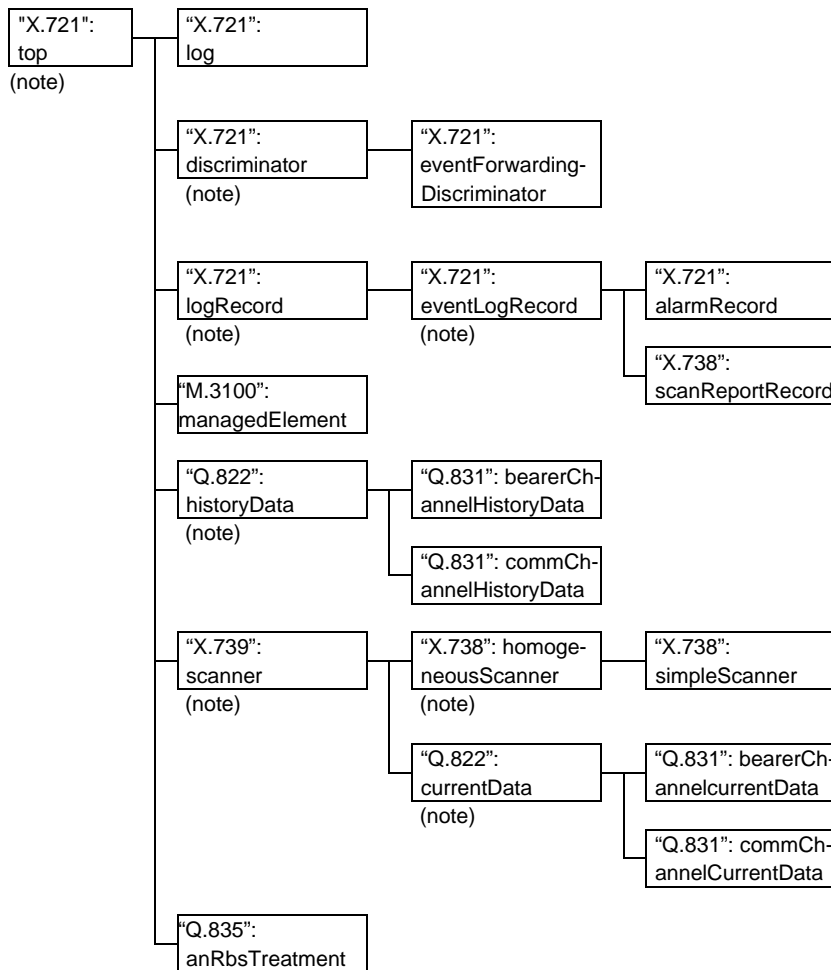 "X.721":
top
(note)
“X.721”:
log
“X.721”:
discriminator
(note)
“X.721”:
eventForwarding-
Discriminator
“X.721”:
logRecord
(note)
“X.721”:
eventLogRecord
(note)
“X.721”:
alarmRecord
“X.738”:
scanReportRecord
“M.3100”:
managedElement
“Q.822”:
historyData
(note)
“Q.831”: bearerCh-
annelHistoryData
“Q.831”: commCh-
annelHistoryData
“X.739”:
scanner
(note)
“X.738”: homoge-
neousScanner
(note)
“X.738”:
simpleScanner
“Q.822”:
currentData
(note)
“Q.831”: bearerCh-
annelcurrentData
“Q.831”: commCh-
annelCurrentData
“Q.835”:
anRbsTreatment